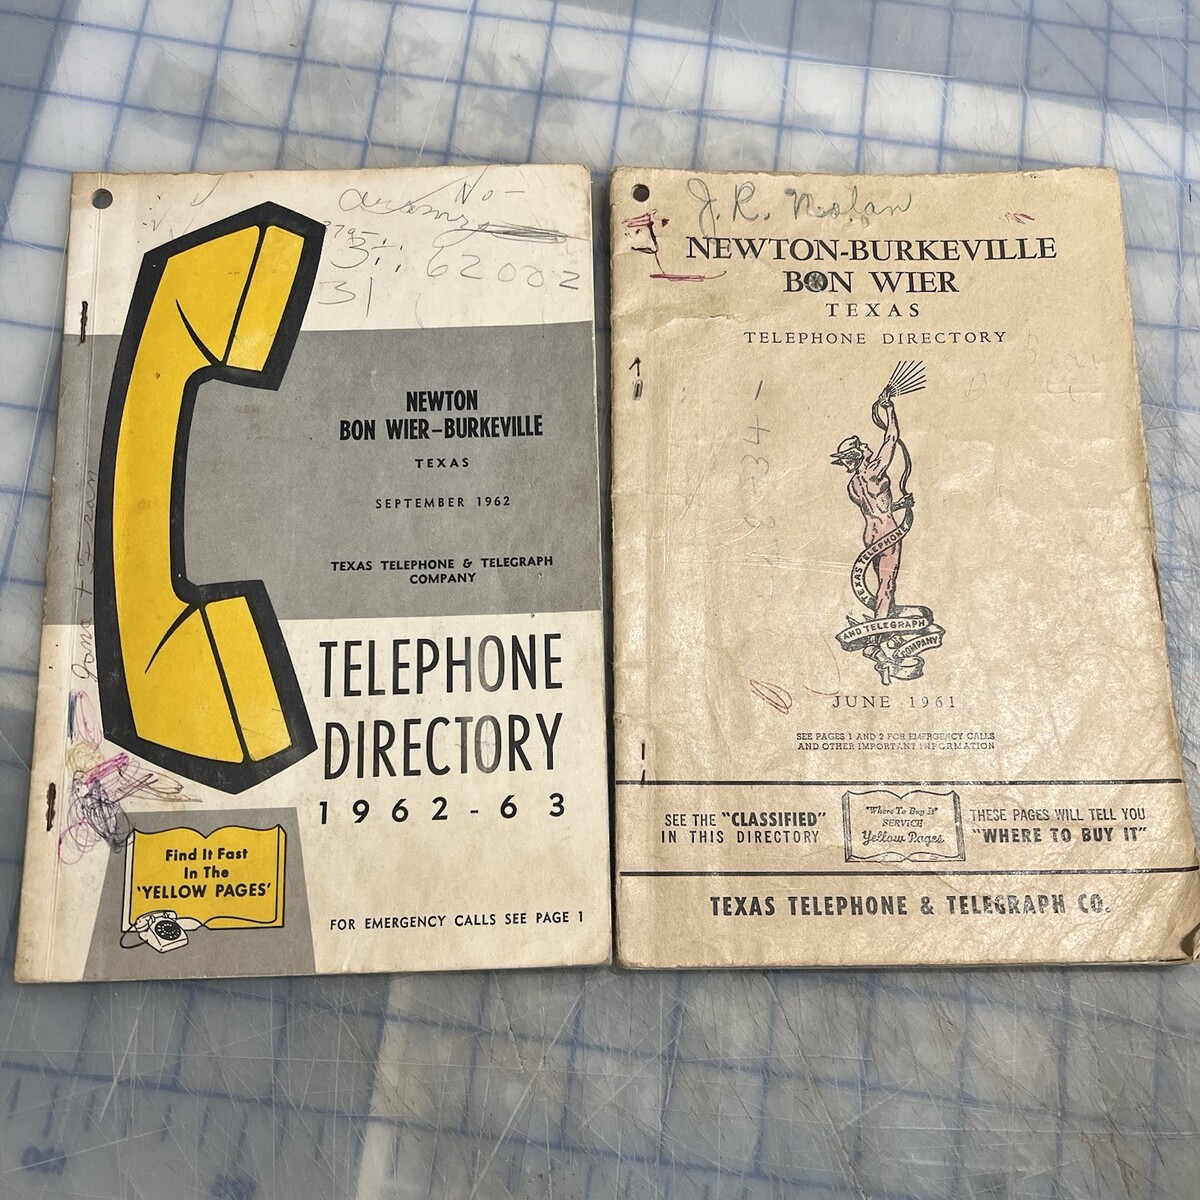 No-
62002
31
NEWTON
BON WIER-BURKEVILLE
TEXAS
SEPTEMBER 1962
TEXAS TELEPHONE & TELEGRAPH
COMPANY
TELEPHONE
DIRECTORY
1962-63
Find It Fast
In The
'YELLOW PAGES'
FOR EMERGENCY CALLS SEE PAGE 1
J. R. Nolan
NEWTON-BURKEVILLE
BON WIER
TEXAS
TELEPHONE DIRECTORY
TEXAS TELEPHONE
AND TELEGRAPH
COMPANY
JUNE 1961
SEE PAGES 1 AND 2 FOR EMERGENCY CALLS
AND OTHER IMPORTANT INFORMATION
SEE THE "CLASSIFIED"
IN THIS DIRECTORY
"Where To Buy It"
SERVICE
Yellow Pages
THESE PAGES WILL TELL YOU
"WHERE TO BUY IT"
TEXAS TELEPHONE & TELEGRAPH CO.